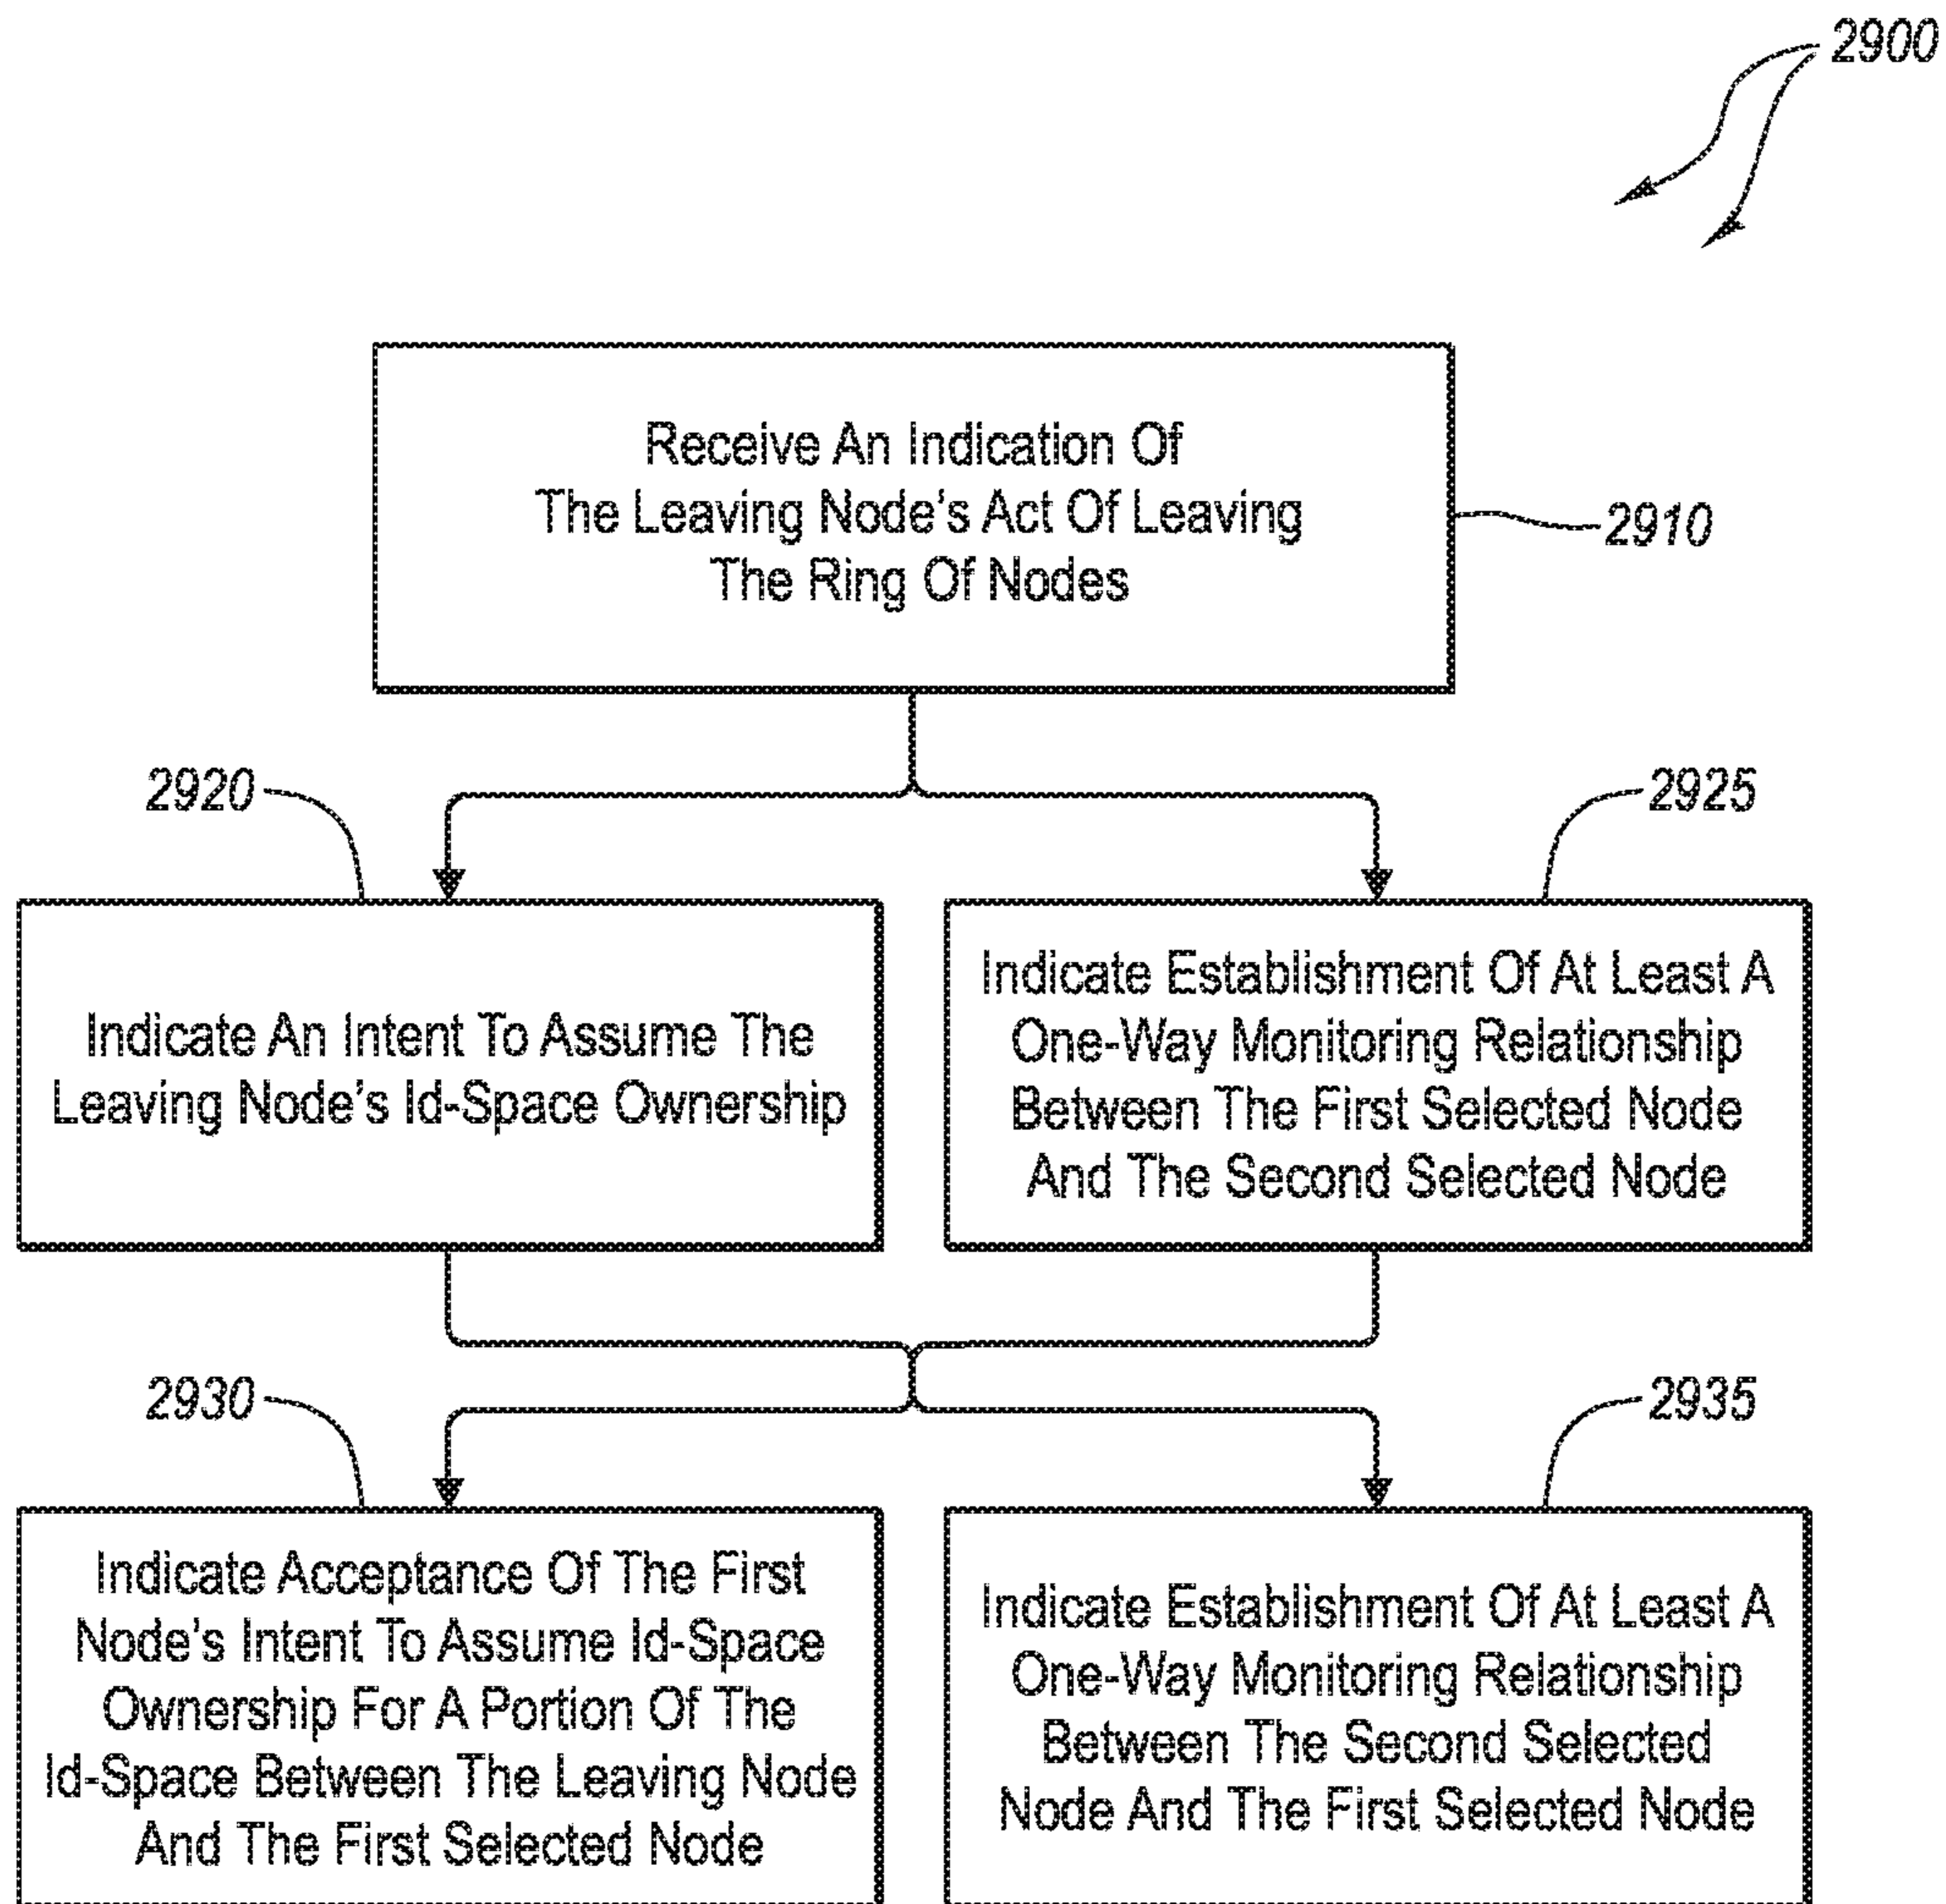 2900
Receive An Indication Of
The Leaving Node's Act Of Leaving
The Ring Of Nodes
2910
2920
2925
Indicate An Intent To Assume The
Leaving Node's Id-Space Ownership
Indicate Establishment Of At Least A
One-Way Monitoring Relationship
Between The First Selected Node
And The Second Selected Node
2930
2935
Indicate Acceptance Of The First
Node's Intent To Assume Id-Space
Ownership For A Portion Of The
Id-Space Between The Leaving Node
And The First Selected Node
Indicate Establishment Of At Least A
One-Way Monitoring Relationship
Between The Second Selected
Node And The First Selected Node